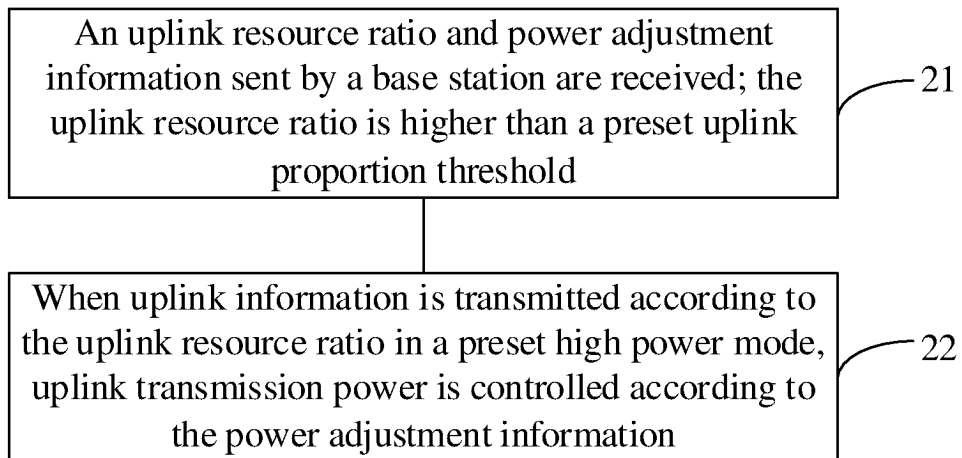 An uplink resource ratio and power adjustment
information sent by a base station are received; the
uplink resource ratio is higher than a preset uplink
proportion threshold
21
When uplink information is transmitted according to
the uplink resource ratio in a preset high power mode,
uplink transmission power is controlled according to
the power adjustment information
22